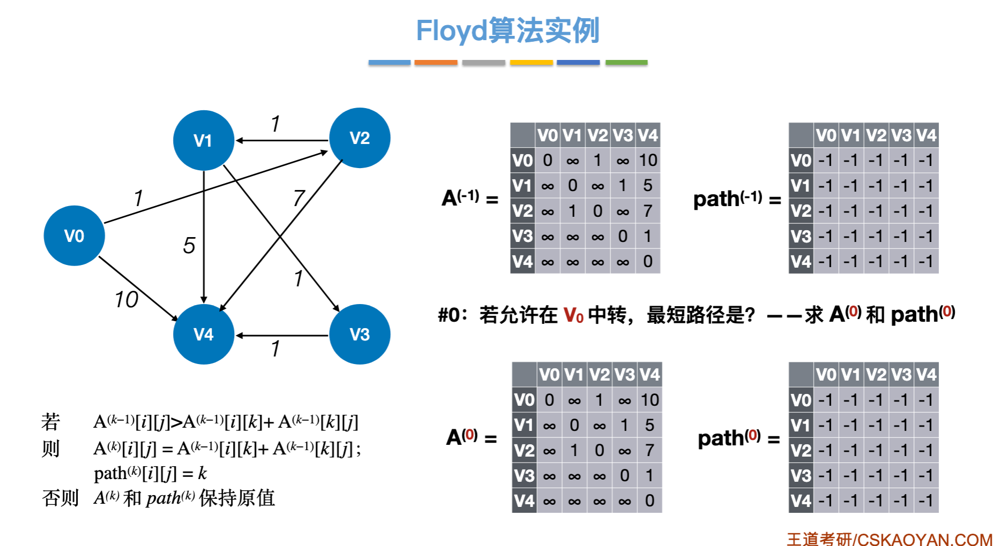 Floyd算法实例
V1
V2
V0
V4
V3
1
1
7
5
1
10
1
A(-1) =
V0 V1 V2 V3 V4
V0 0 ∞ 1 ∞ 10
V1 ∞ 0 ∞ 1 5
V2 ∞ 1 0 ∞ 7
V3 ∞ ∞ ∞ 0 1
V4 ∞ ∞ ∞ ∞ 0
path(-1) =
V0 V1 V2 V3 V4
V0 -1 -1 -1 -1 -1
V1 -1 -1 -1 -1 -1
V2 -1 -1 -1 -1 -1
V3 -1 -1 -1 -1 -1
V4 -1 -1 -1 -1 -1
#0：若允许在 V0 中转，最短路径是？——求 A(0) 和 path(0)
A(0) =
V0 V1 V2 V3 V4
V0 0 ∞ 1 ∞ 10
V1 ∞ 0 ∞ 1 5
V2 ∞ 1 0 ∞ 7
V3 ∞ ∞ ∞ 0 1
V4 ∞ ∞ ∞ ∞ 0
path(0) =
V0 V1 V2 V3 V4
V0 -1 -1 -1 -1 -1
V1 -1 -1 -1 -1 -1
V2 -1 -1 -1 -1 -1
V3 -1 -1 -1 -1 -1
V4 -1 -1 -1 -1 -1
若 A(k−1)[i][j]>A(k−1)[i][k]+ A(k−1)[k][j]
则 A(k)[i][j] = A(k−1)[i][k]+ A(k−1)[k][j] ;
path(k)[i][j] = k
否则 A(k) 和 path(k) 保持原值
王道考研/CSKAOYAN.COM